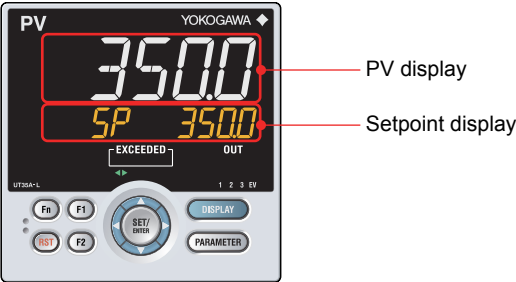 PV YOKOGAWA
350.0 PV display
SP 350.0 Setpoint display
EXCEEDED OUT
UT35A-L 1 2 3 EV
Fn F1 SET/ DISPLAY
ENTER
RST F2 PARAMETER